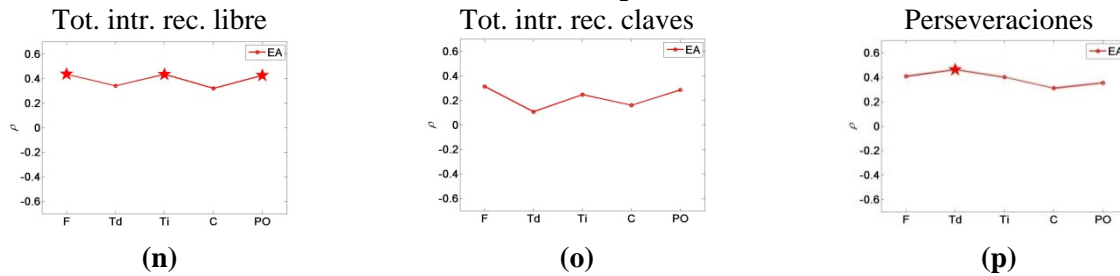 Tot. intr. rec. libre
Tot. intr. rec. claves
Perseveraciones
EA
0.6
0.4
0.2
0
-0.2
-0.4
-0.6
ρ
F Td Ti C PO
EA
0.6
0.4
0.2
0
-0.2
-0.4
-0.6
ρ
F Td Ti C PO
EA
0.6
0.4
0.2
0
-0.2
-0.4
-0.6
ρ
F Td Ti C PO
(n)
(o)
(p)